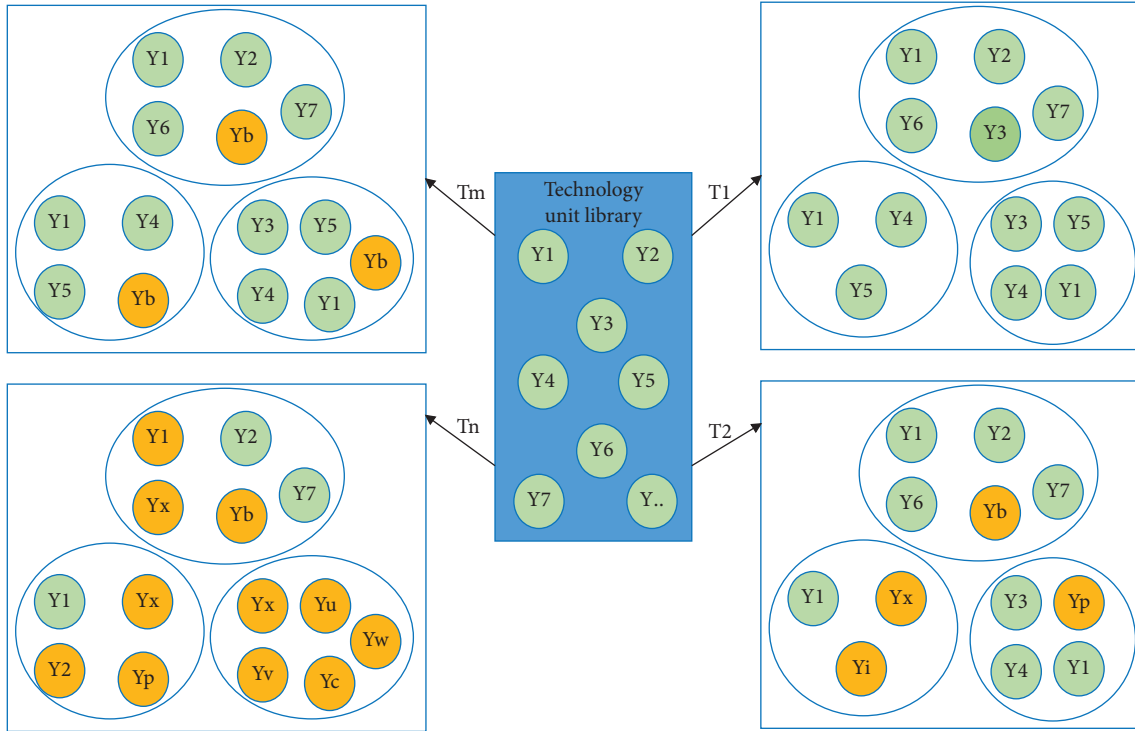 Y1 Y2
Y7
Y6 Yb
Y1 Y4
Y5 Yb
Y3 Y5
Yb
Y4 Y1
Tm
Technology
unit library
Y1 Y2
Y3
Y4 Y5
Y6
Y7 Y..
T1
Y1 Y2
Y7
Y6 Y3
Y1 Y4
Y5
Y3 Y5
Y4 Y1
Tn
Y1 Y2
Y7
Yx Yb
Y1 Yx
Y2 Yp
Yx Yu
Yw
Yv Yc
T2
Y1 Y2
Y7
Y6 Yb
Y1 Yx
Yi
Y3 Yp
Y4 Y1